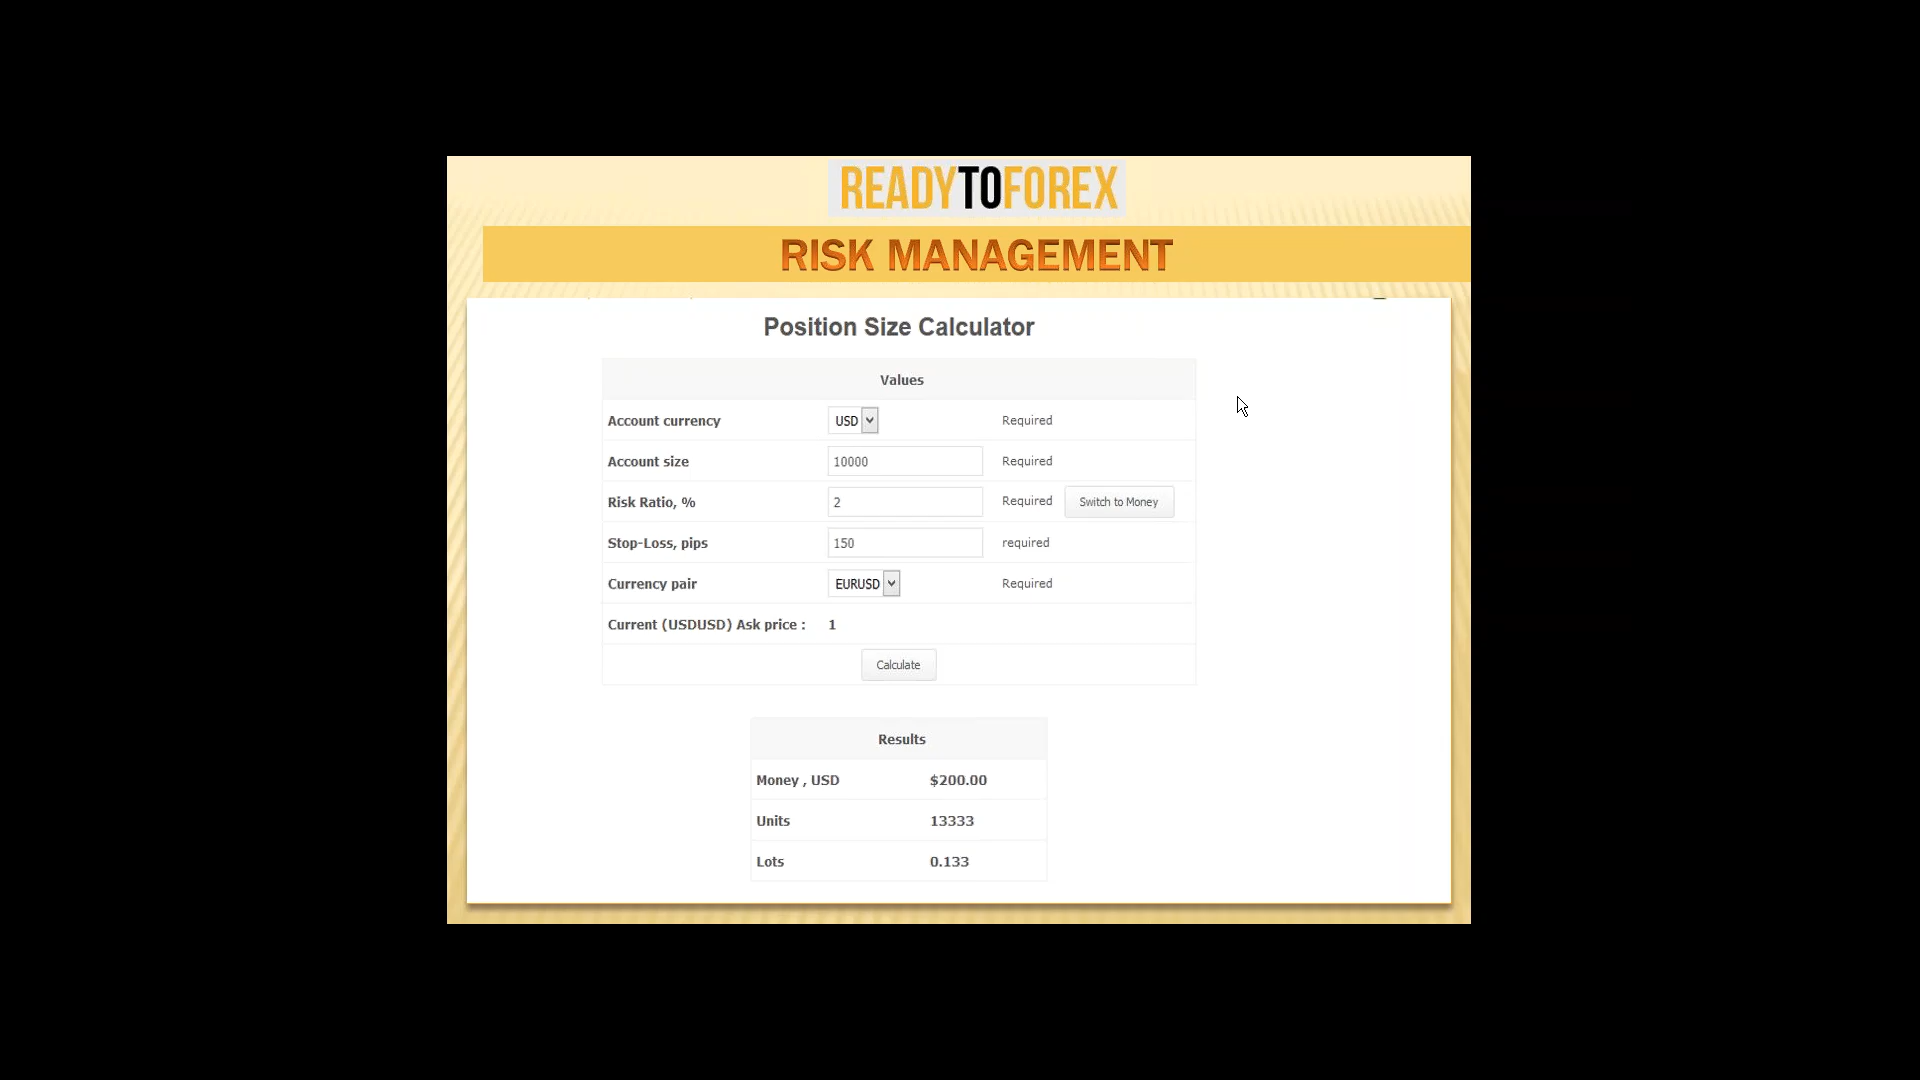 READYTOFOREX
RISK MANAGEMENT
Position Size Calculator
Values
Account currency USD Required
Account size 10000 Required
Risk Ratio, % 2 Required Switch to Money
Stop-Loss, pips 150 required
Currency pair EURUSD Required
Current (USDUSD) Ask price : 1
Calculate
Results
Money , USD $200.00
Units 13333
Lots 0.133